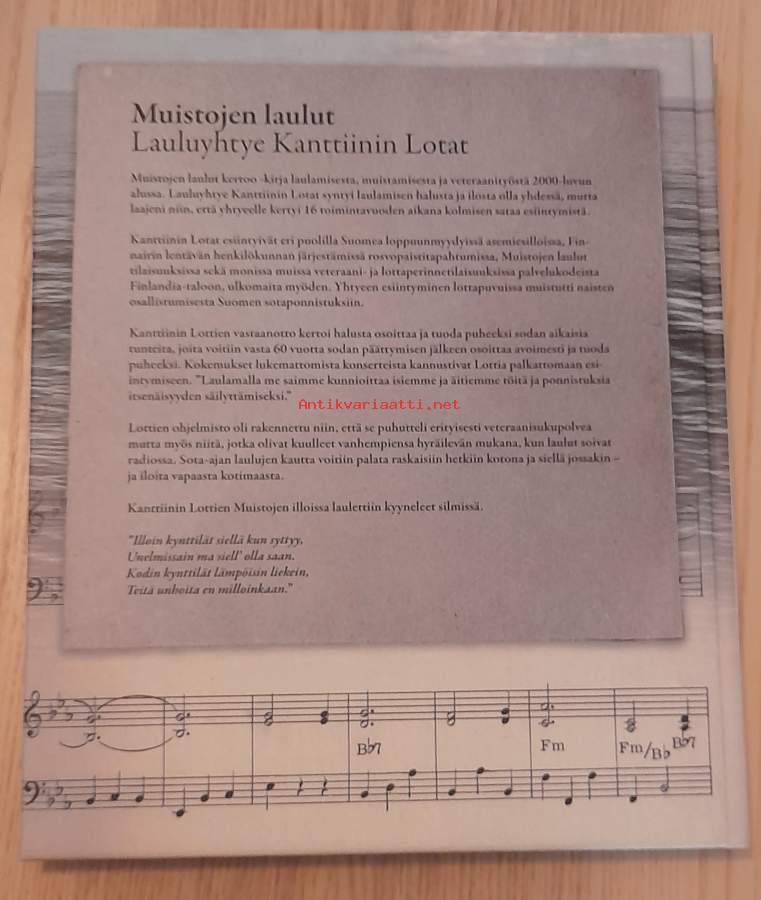 Muistojen laulut
Lauluyhtye Kanttiinin Lotat
Muistojen laulut kertoo -kirja laulamisesta, muistamisesta ja veteraanityöstä 2000-luvun
alussa. Lauluyhtye Kanttiinin Lotat syntyi laulamisen halusta ja ilosta olla yhdessä, mutta
laajeni niin, että yhtyeelle kertyi 16 toimintavuoden aikana kolmisen sataa esiintymistä.
Kanttiinin Lotat esiintyivät eri puolilla Suomea loppuunmyydyissä asemiesilloissa, Fin-
nairin lentävän henkilökunnan järjestämissä rosvopaistitapahtumissa, Muistojen laulut
tilaisuuksissa sekä monissa muissa veteraani- ja lottaperinnetilaisuuksissa palvelukodeista
Finlandia-taloon, ulkomaita myöden. Yhtyeen esiintyminen lottapuvuissa muistutti naisten
osallistumisesta Suomen sotaponnistuksiin.
Kanttiinin Lottien vastaanotto kertoi halusta osoittaa ja tuoda puheeksi sodan aikaisia
tunteita, joita voitiin vasta 60 vuotta sodan päättymisen jälkeen osoittaa avoimesti ja tuoda
puheeksi. Kokemukset lukemattomista konserteista kannustivat Lottia palkattomaan esi-
intymiseen. "Laulamalla me saimme kunnioittaa isiemme ja äitiemme töitä ja ponnistuksia
itsenäisyyden säilyttämiseksi."
Antikvariaatti.net
Lottien ohjelmisto oli rakennettu niin, että se puhutteli erityisesti veteraanisukupolvea
mutta myös niitä, jotka olivat kuulleet vanhempiensa hyräilevän mukana, kun laulut soivat
radiossa. Sota-ajan laulujen kautta voitiin palata raskaisiin hetkiin kotona ja siellä jossakin –
ja iloita vapaasta kotimaasta.
Kanttiinin Lottien Muistojen illoissa laulettiin kyyneleet silmissä.
"Illoin kynttilät siellä kun syttyy,
Unelmissain ma siell' olla saan.
Kodin kynttilät lämpöisin liekein,
Teitä unhoita en milloinkaan."
Bb7 Fm Fm/Bb Bb7